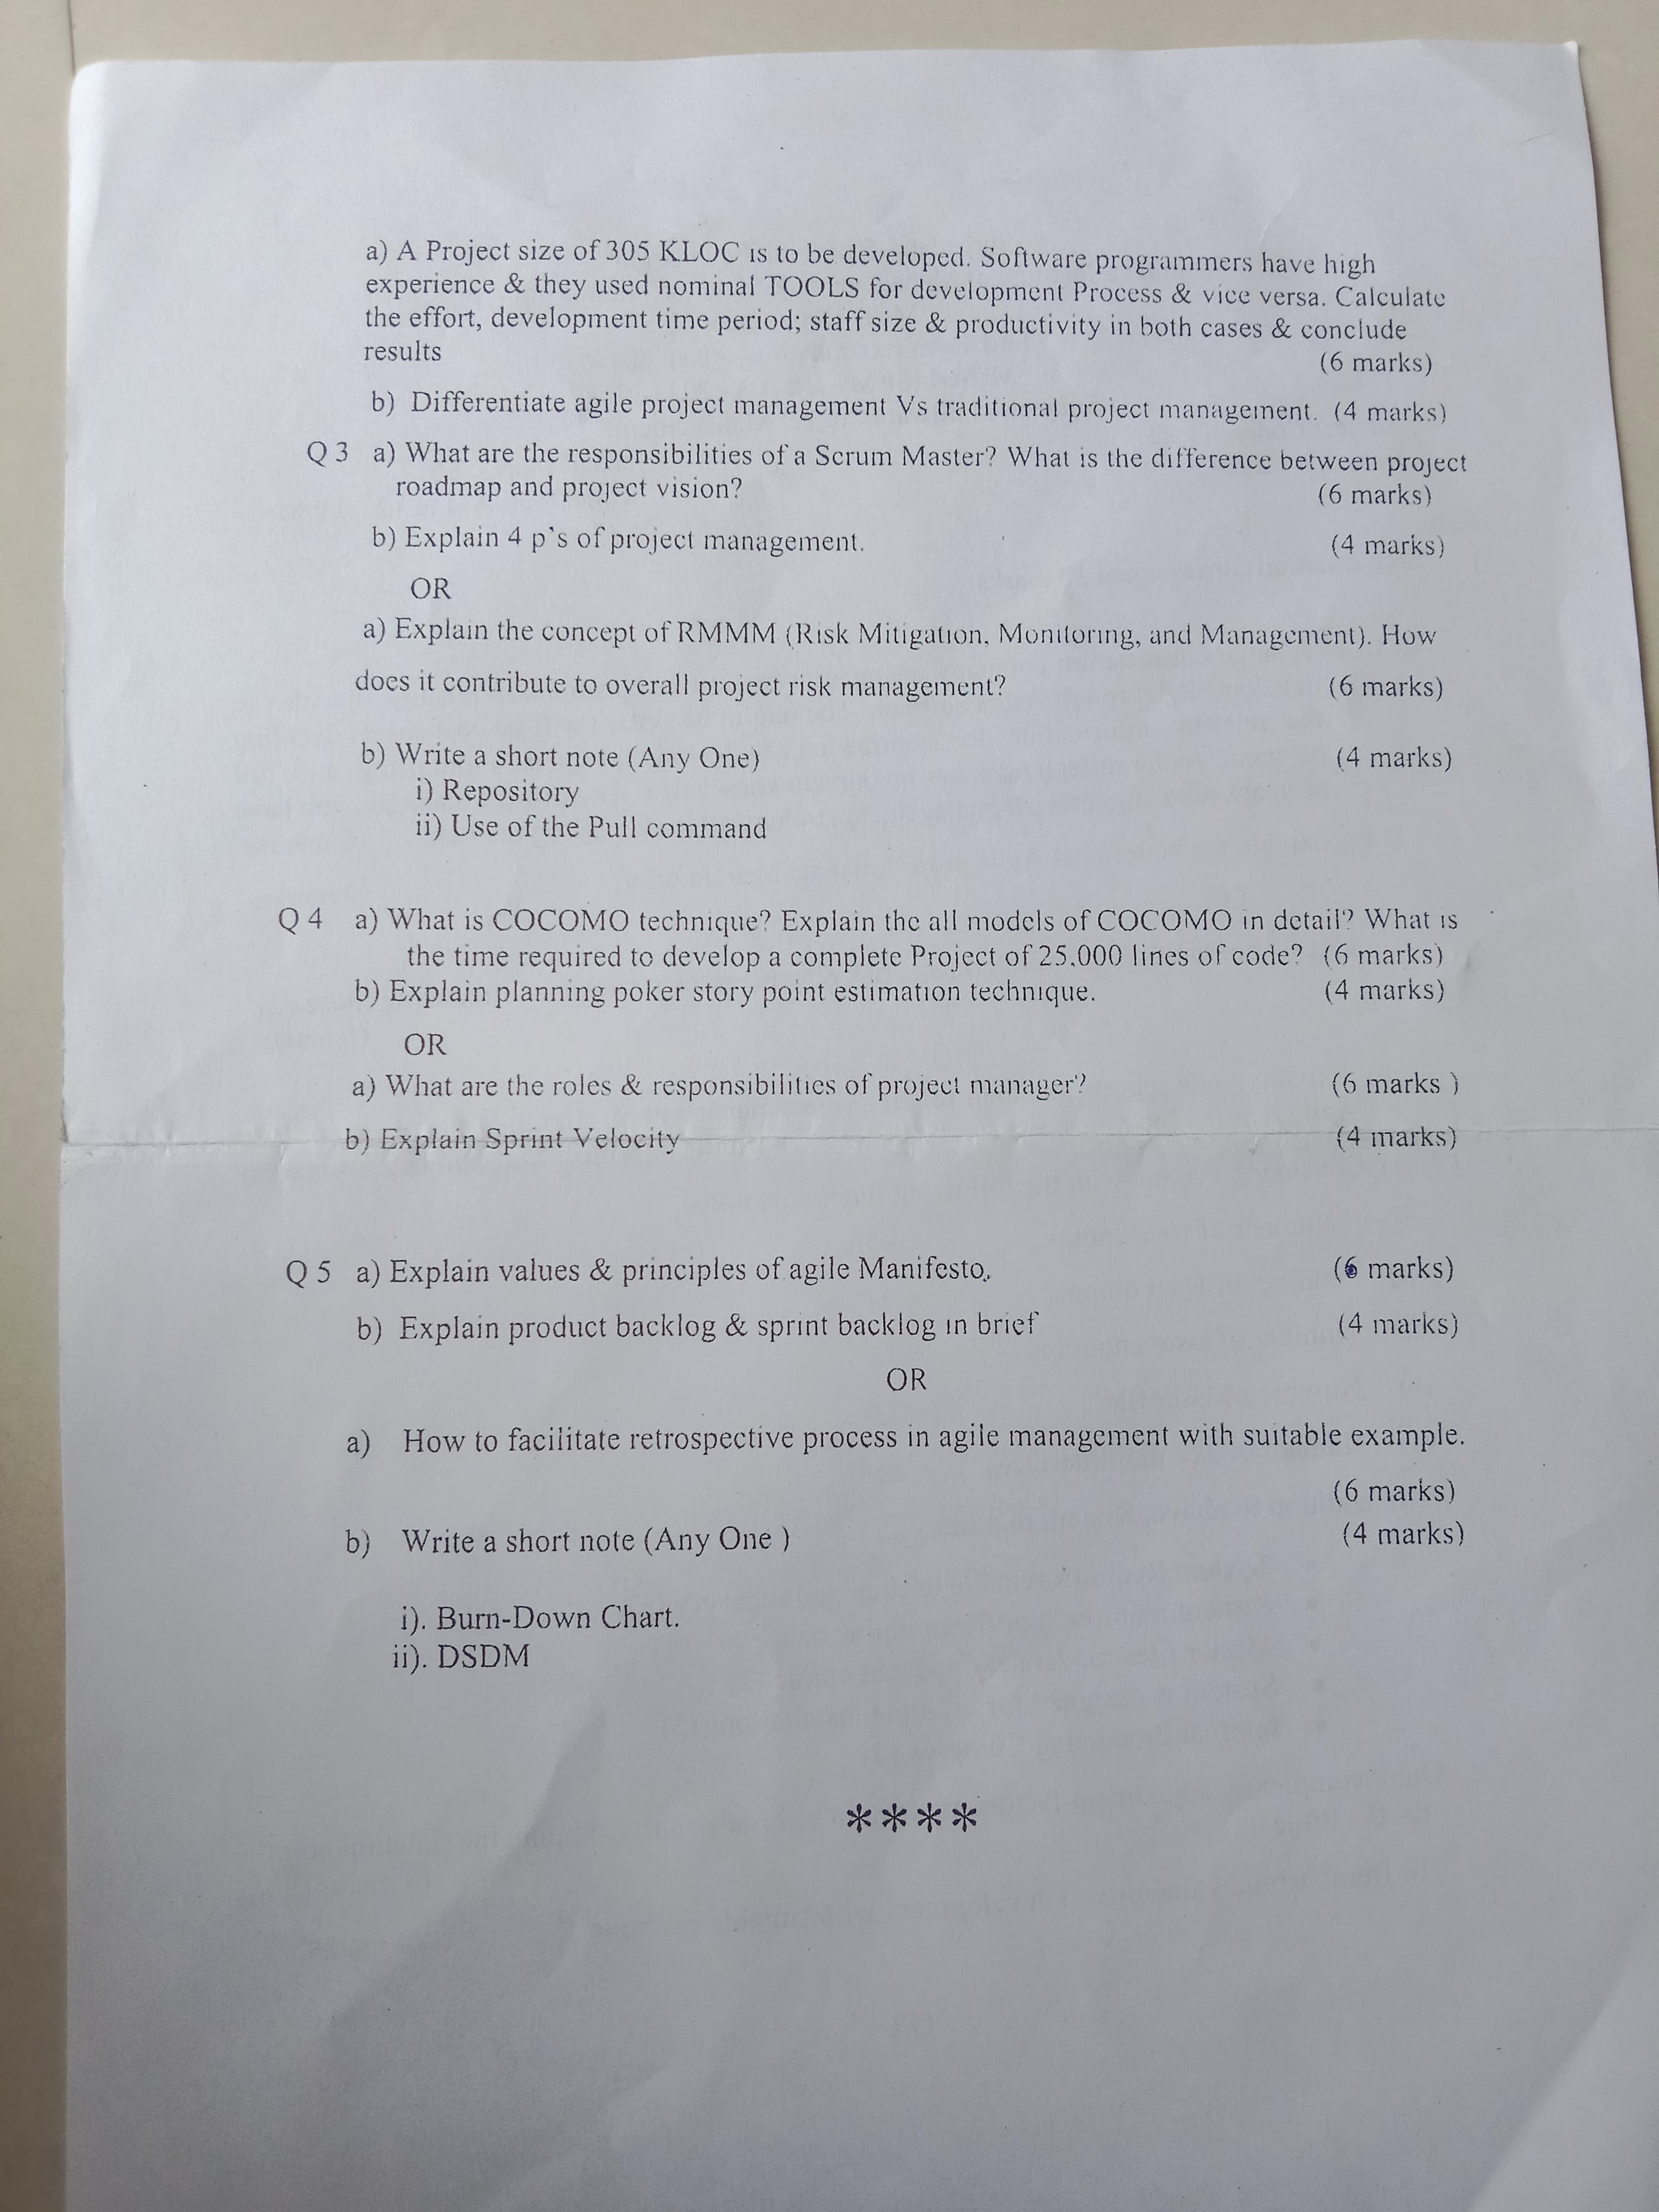 a) A Project size of 305 KLOC is to be developed. Software programmers have high
experience & they used nominal TOOLS for development Process & vice versa. Calculate
the effort, development time period; staff size & productivity in both cases & conclude
results (6 marks)
b) Differentiate agile project management Vs traditional project management. (4 marks)
Q 3 a) What are the responsibilities of a Scrum Master? What is the difference between project
roadmap and project vision? (6 marks)
b) Explain 4 p`s of project management. (4 marks)
OR
a) Explain the concept of RMMM (Risk Mitigation, Monitoring, and Management). How
does it contribute to overall project risk management? (6 marks)
b) Write a short note (Any One) (4 marks)
i) Repository
ii) Use of the Pull command
Q 4 a) What is COCOMO technique? Explain the all models of COCOMO in detail? What is
the time required to develop a complete Project of 25,000 lines of code? (6 marks)
b) Explain planning poker story point estimation technique. (4 marks)
OR
a) What are the roles & responsibilities of project manager? (6 marks )
b) Explain Sprint Velocity (4 marks)
Q 5 a) Explain values & principles of agile Manifesto. (6 marks)
b) Explain product backlog & sprint backlog in brief (4 marks)
OR
a) How to facilitate retrospective process in agile management with suitable example.
(6 marks)
b) Write a short note (Any One ) (4 marks)
i). Burn-Down Chart.
ii). DSDM
****